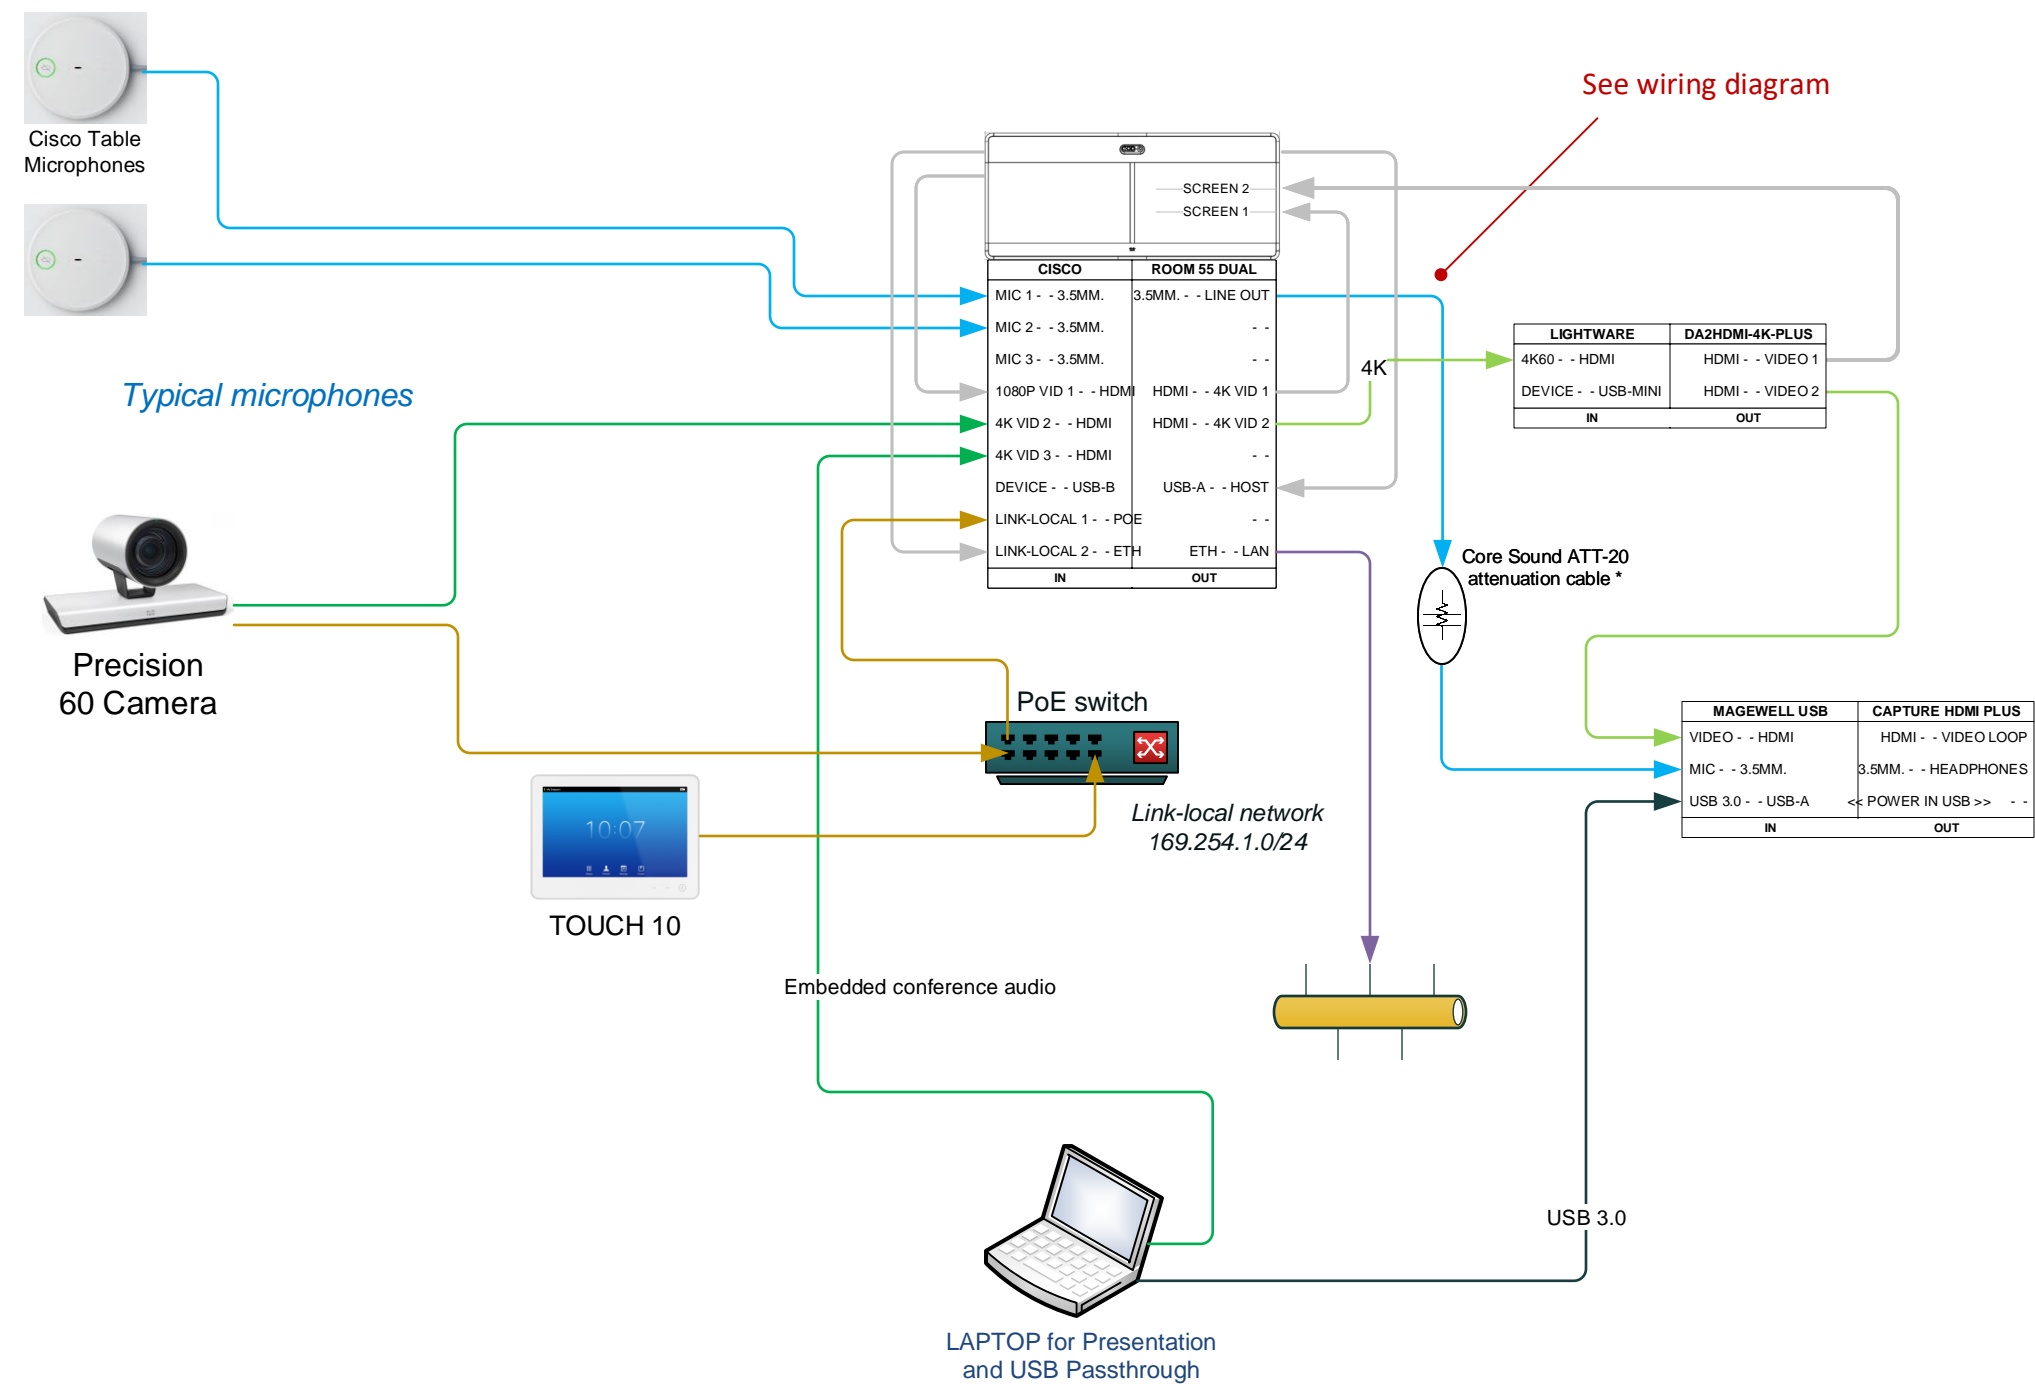 Cisco Table
Microphones
Typical microphones
Precision
60 Camera
See wiring diagram
SCREEN 2
SCREEN 1
CISCO ROOM 55 DUAL
MIC 1 - - 3.5MM. 3.5MM. - - LINE OUT
MIC 2 - - 3.5MM. - -
MIC 3 - - 3.5MM. - -
1080P VID 1 - - HDMI HDMI - - 4K VID 1
4K VID 2 - - HDMI HDMI - - 4K VID 2
4K VID 3 - - HDMI - -
DEVICE - - USB-B USB-A - - HOST
LINK-LOCAL 1 - - POE - -
LINK-LOCAL 2 - - ETH ETH - - LAN
IN OUT
4K
LIGHTWARE DA2HDMI-4K-PLUS
4K60 - - HDMI HDMI - - VIDEO 1
DEVICE - - USB-MINI HDMI - - VIDEO 2
IN OUT
Core Sound ATT-20
attenuation cable *
PoE switch
Link-local network
169.254.1.0/24
10:07
TOUCH 10
MAGEWELL USB CAPTURE HDMI PLUS
VIDEO - - HDMI HDMI - - VIDEO LOOP
MIC - - 3.5MM. 3.5MM. - - HEADPHONES
USB 3.0 - - USB-A << POWER IN USB >> - -
IN OUT
Embedded conference audio
USB 3.0
LAPTOP for Presentation
and USB Passthrough